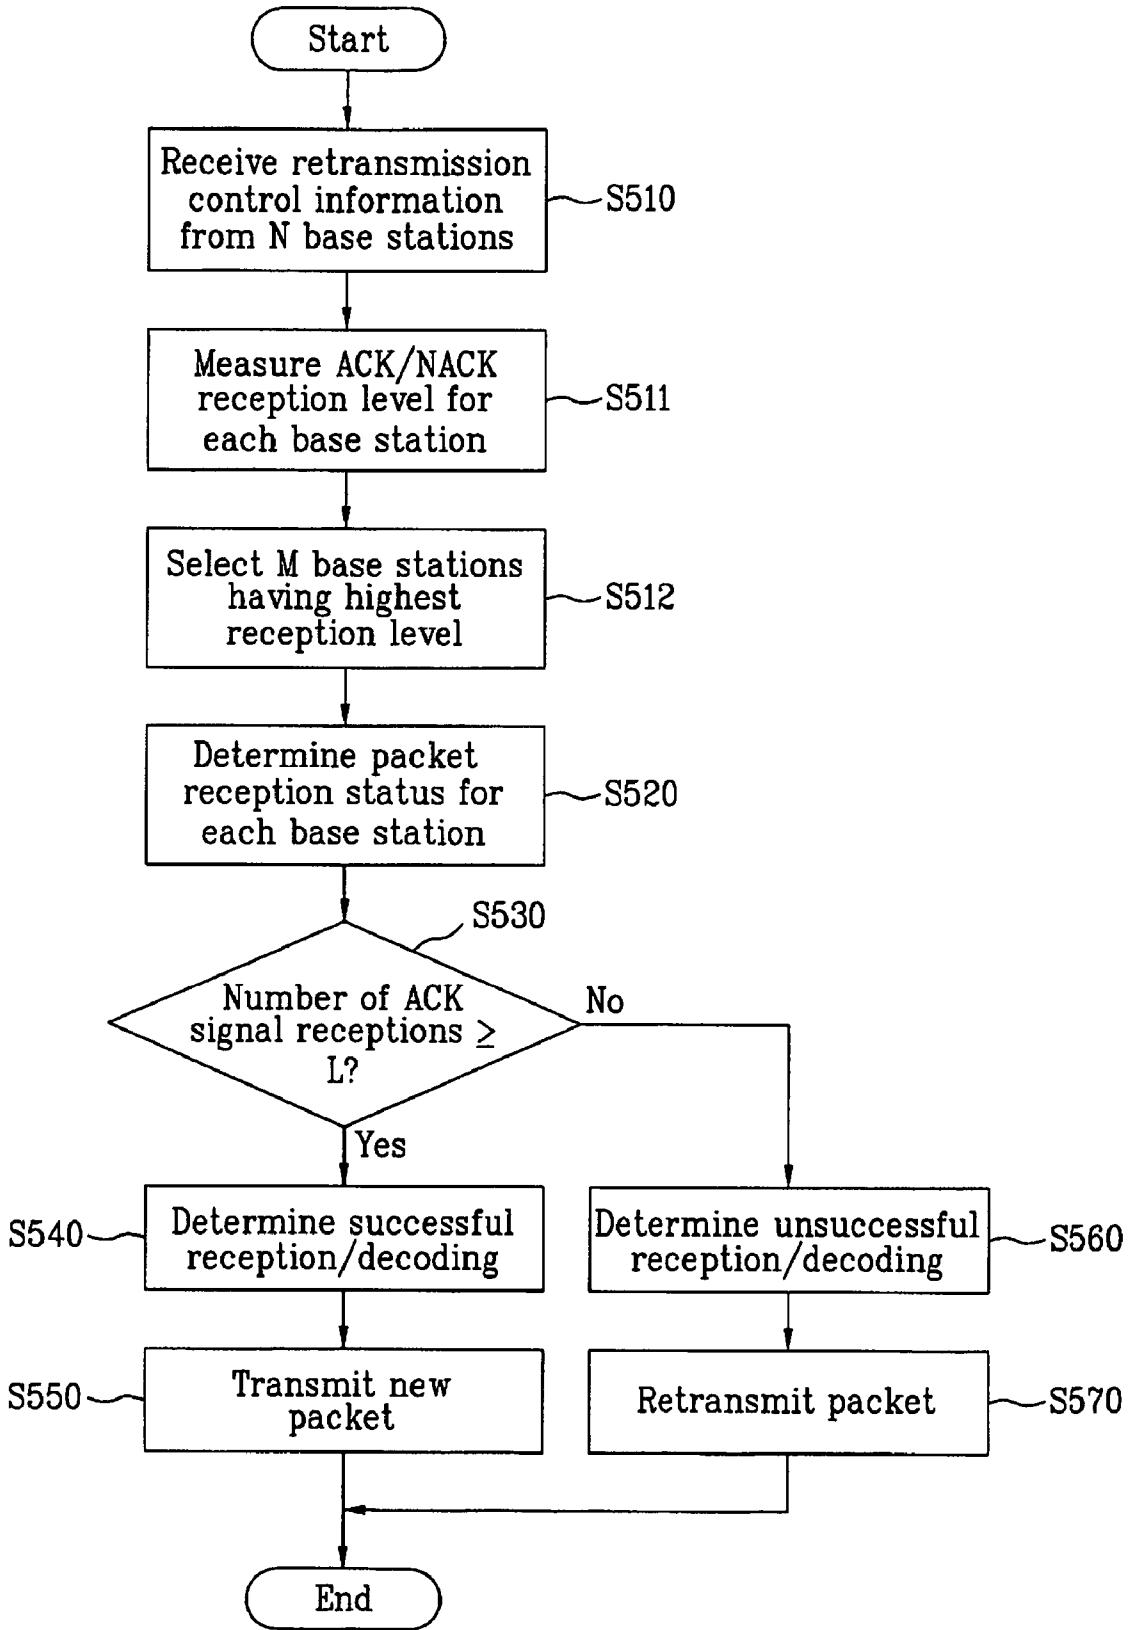 Start
Receive retransmission
control information
from N base stations
S510
Measure ACK/NACK
reception level for
each base station
S511
Select M base stations
having highest
reception level
S512
Determine packet
reception status for
each base station
S520
S530
Number of ACK
signal receptions ≥
L?
No
Yes
S540
Determine successful
reception/decoding
Determine unsuccessful
reception/decoding
S560
S550
Transmit new
packet
Retransmit packet
S570
End